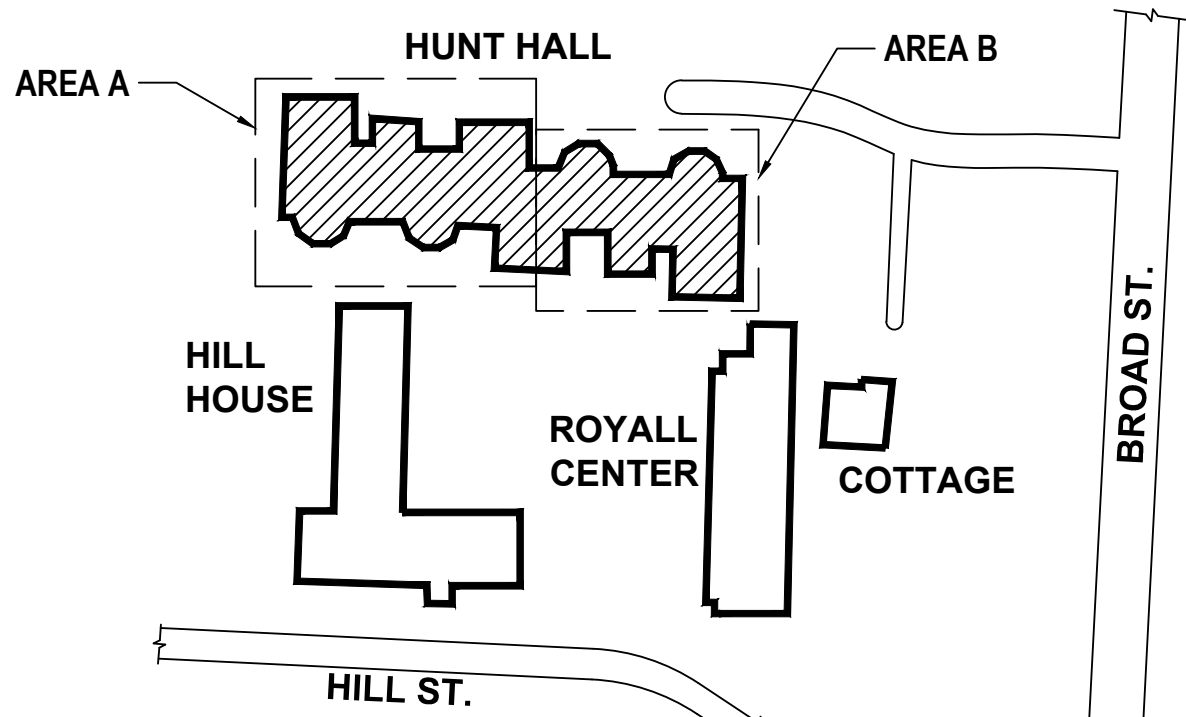 HUNT HALL
AREA A
AREA B
HILL
HOUSE
ROYALL
CENTER
COTTAGE
BROAD ST.
HILL ST.